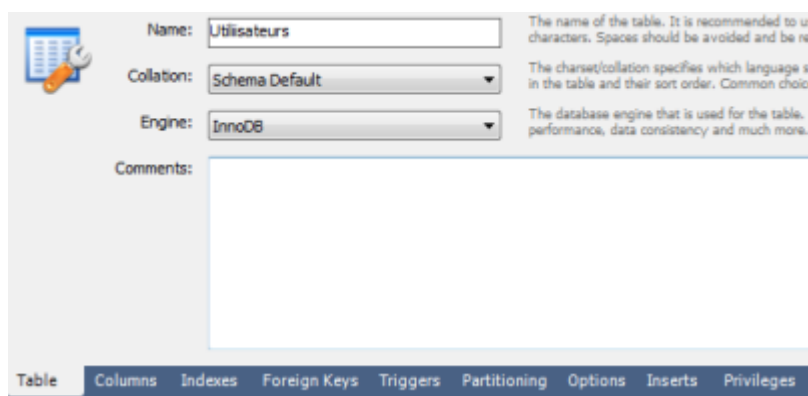 Name: Utilisateurs
The name of the table. It is recommended to u
characters. Spaces should be avoided and be re
Collation: Schema Default
The charset/collation specifies which language s
in the table and their sort order. Common choic
Engine: InnoDB
The database engine that is used for the table.
performance, data consistency and much more.
Comments:
Table Columns Indexes Foreign Keys Triggers Partitioning Options Inserts Privileges